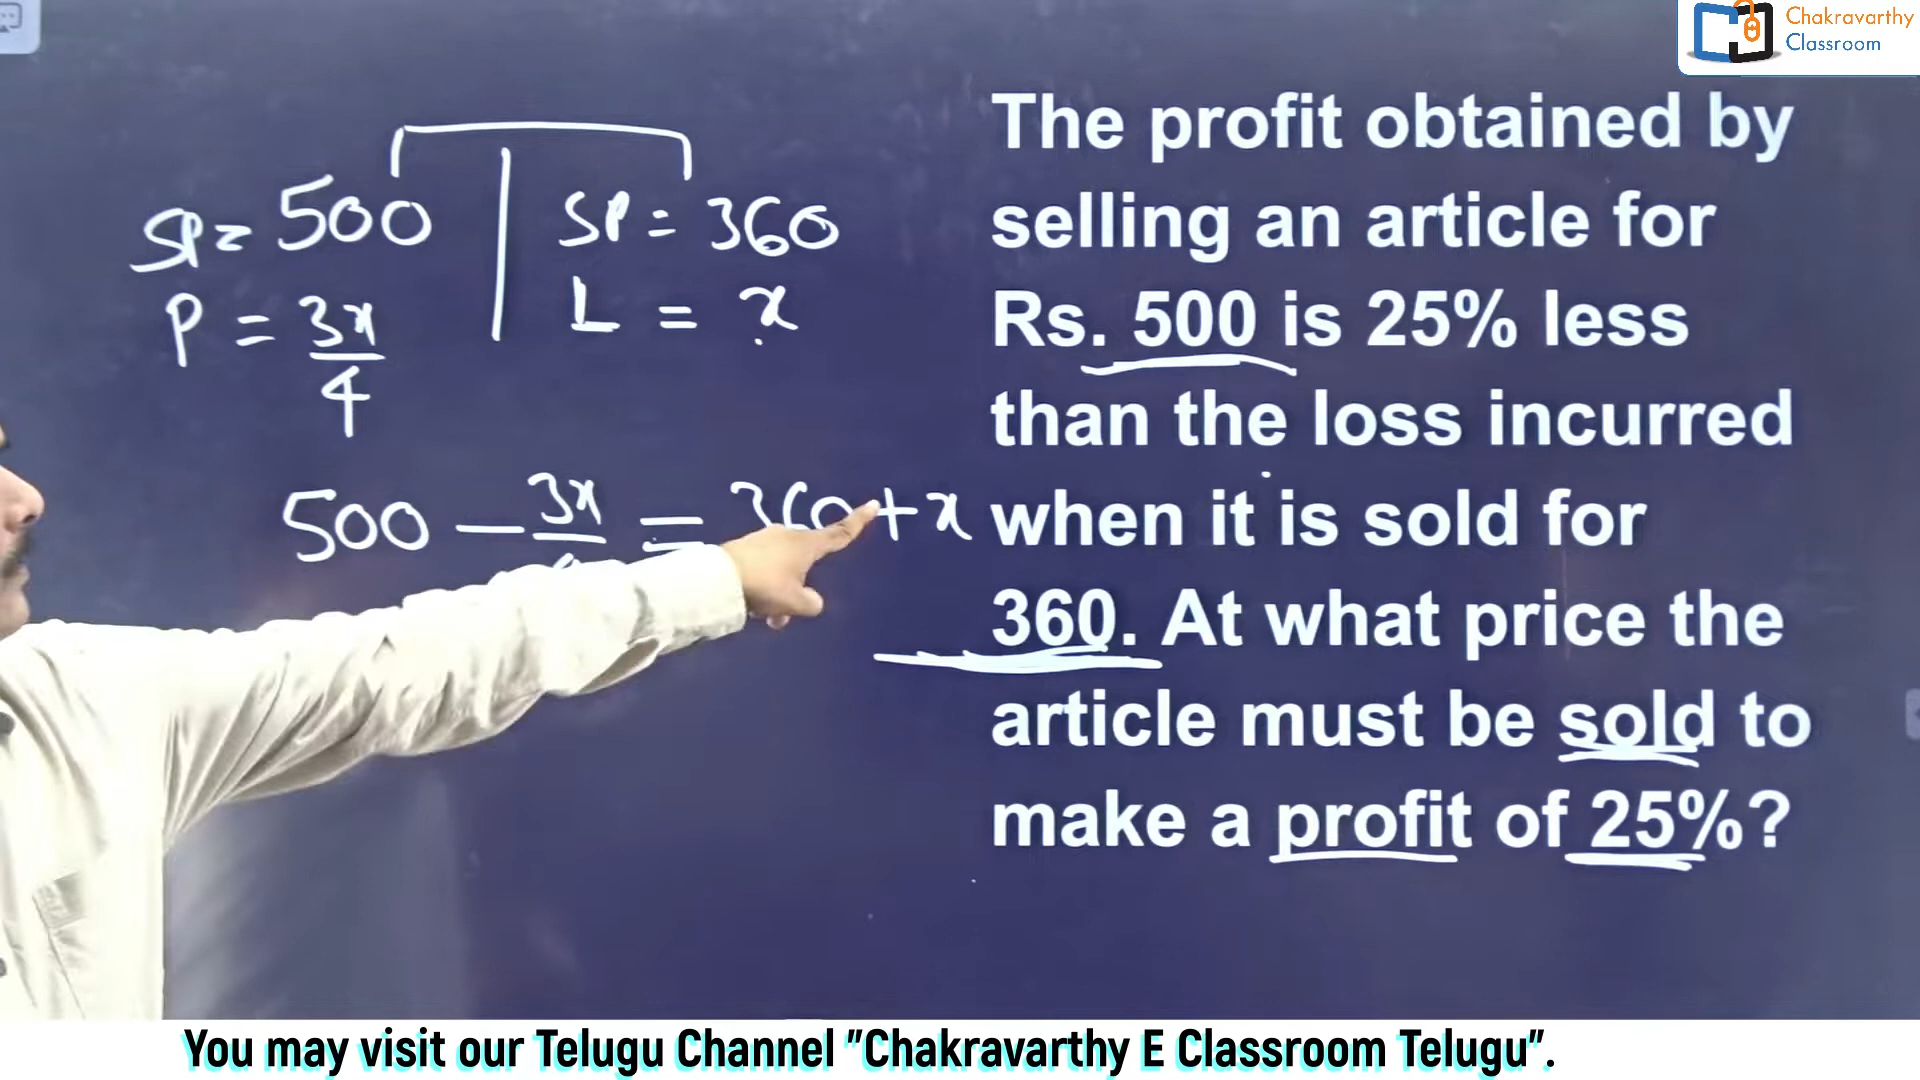 Chakravarthy
Classroom
SP = 500
P = 3x/4
SP = 360
L = x
500 - 3x/ = 360 + x
The profit obtained by
selling an article for
Rs. 500 is 25% less
than the loss incurred
when it is sold for
360. At what price the
article must be sold to
make a profit of 25%?
You may visit our Telugu Channel "Chakravarthy E Classroom Telugu".